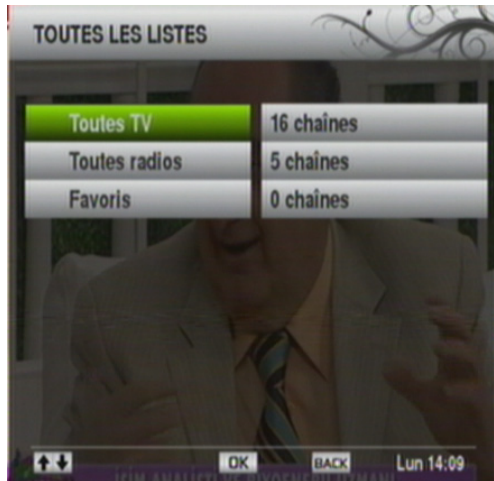 TOUTES LES LISTES
Toutes TV 16 chaînes
Toutes radios 5 chaînes
Favoris 0 chaînes
OK BACK Lun 14:09